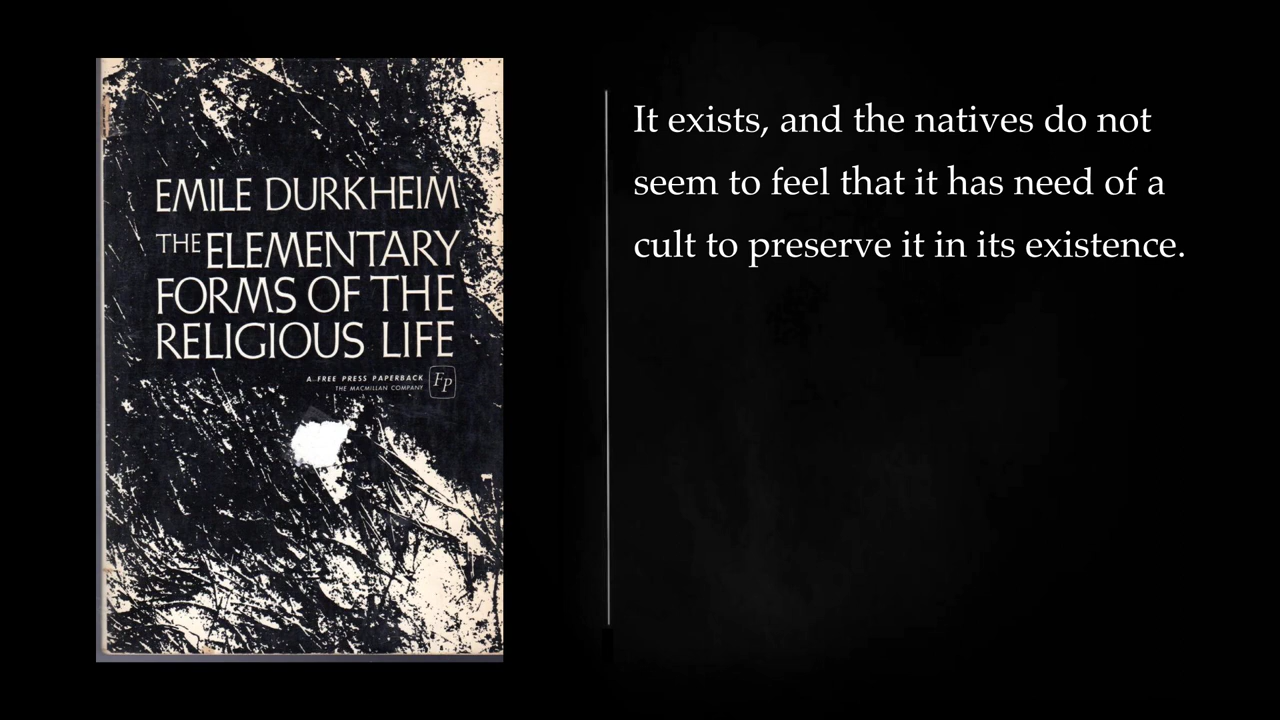 EMILE DURKHEIM
THE ELEMENTARY
FORMS OF THE
RELIGIOUS LIFE
A FREE PRESS PAPERBACK
THE MACMILLAN COMPANY
FP
It exists, and the natives do not
seem to feel that it has need of a
cult to preserve it in its existence.